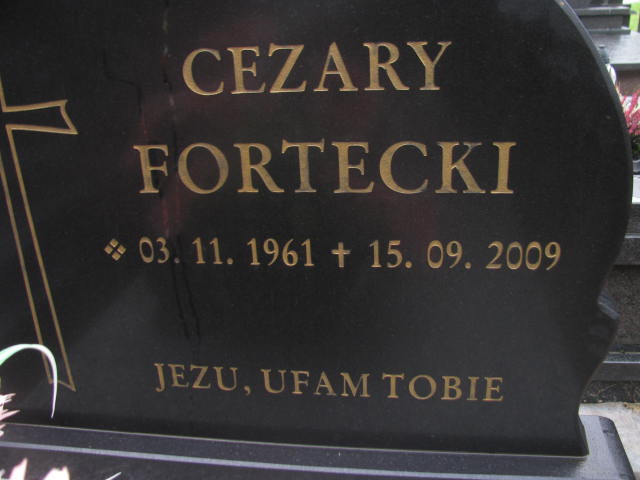 CEZARY
FORTECKI
❖ 03. 11. 1961 ✝ 15. 09. 2009
JEZU, UFAM TOBIE